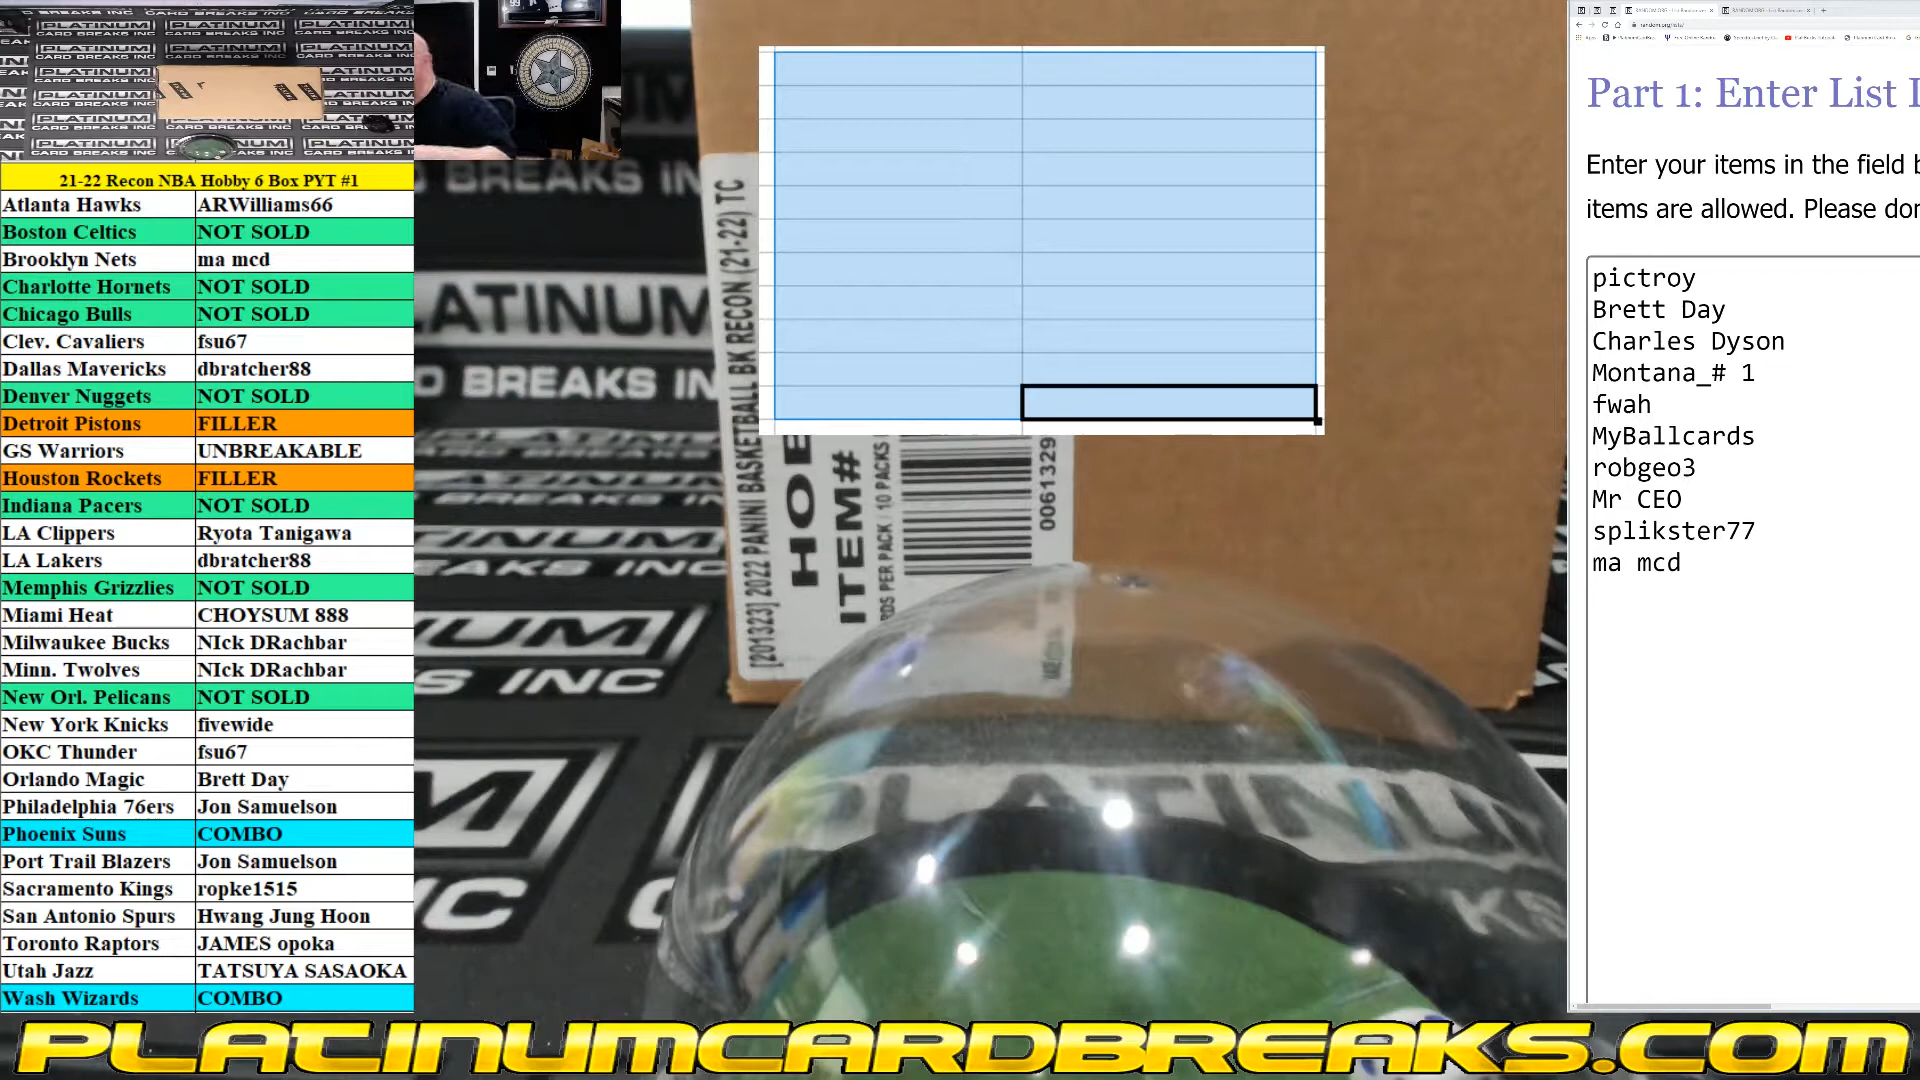 21-22 Recon NBA Hobby 6 Box PYT #1
Atlanta Hawks ARWilliams66
Boston Celtics NOT SOLD
Brooklyn Nets ma mcd
Charlotte Hornets NOT SOLD
Chicago Bulls NOT SOLD
Clev. Cavaliers fsu67
Dallas Mavericks dbratcher88
Denver Nuggets NOT SOLD
Detroit Pistons FILLER
GS Warriors UNBREAKABLE
Houston Rockets FILLER
Indiana Pacers NOT SOLD
LA Clippers Ryota Tanigawa
LA Lakers dbratcher88
Memphis Grizzlies NOT SOLD
Miami Heat CHOYSUM 888
Milwaukee Bucks NIck DRachbar
Minn. Twolves NIck DRachbar
New Orl. Pelicans NOT SOLD
New York Knicks fivewide
OKC Thunder fsu67
Orlando Magic Brett Day
Philadelphia 76ers Jon Samuelson
Phoenix Suns COMBO
Port Trail Blazers Jon Samuelson
Sacramento Kings ropke1515
San Antonio Spurs Hwang Jung Hoon
Toronto Raptors JAMES opoka
Utah Jazz TATSUYA SASAOKA
Wash Wizards COMBO
[201323] 2022 PANINI BASKETBALL BK RECON (21-22) TC
HOB
ITEM#
RDS PER PACK / 10 PACKS
0061329
PLATINUM
Part 1: Enter List
Enter your items in the field
items are allowed. Please
pictroy
Brett Day
Charles Dyson
Montana_# 1
fwah
MyBallcards
robgeo3
Mr CEO
splikster77
ma mcd
PLATINUMCARDBREAKS.COM